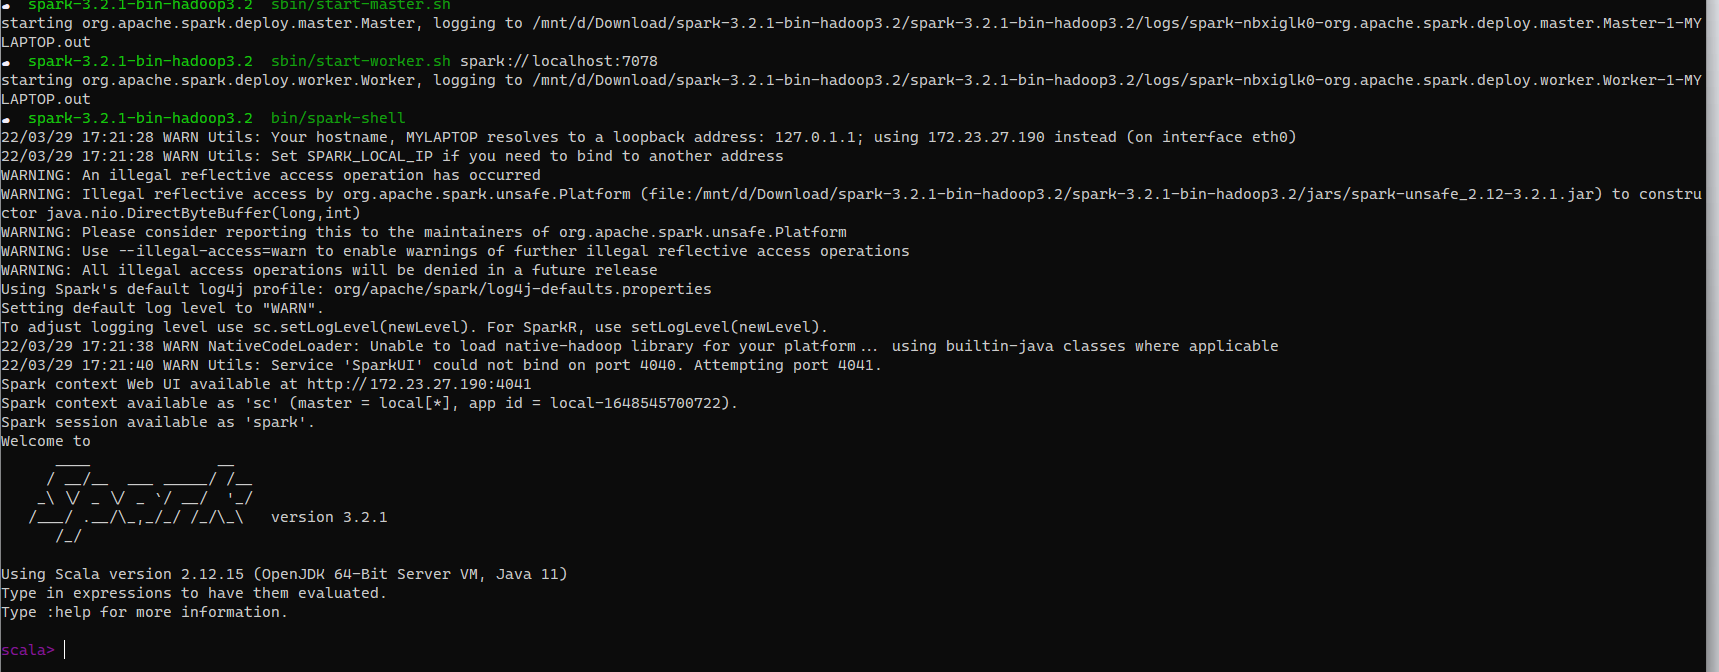 spark-3.2.1-bin-hadoop3.2  sbin/start-master.sh
starting org.apache.spark.deploy.master.Master, logging to /mnt/d/Download/spark-3.2.1-bin-hadoop3.2/spark-3.2.1-bin-hadoop3.2/logs/spark-nbxiglk0-org.apache.spark.deploy.master.Master-1-MY
LAPTOP.out
spark-3.2.1-bin-hadoop3.2  sbin/start-worker.sh spark://localhost:7078
starting org.apache.spark.deploy.worker.Worker, logging to /mnt/d/Download/spark-3.2.1-bin-hadoop3.2/spark-3.2.1-bin-hadoop3.2/logs/spark-nbxiglk0-org.apache.spark.deploy.worker.Worker-1-MY
LAPTOP.out
spark-3.2.1-bin-hadoop3.2  bin/spark-shell
22/03/29 17:21:28 WARN Utils: Your hostname, MYLAPTOP resolves to a loopback address: 127.0.1.1; using 172.23.27.190 instead (on interface eth0)
22/03/29 17:21:28 WARN Utils: Set SPARK_LOCAL_IP if you need to bind to another address
WARNING: An illegal reflective access operation has occurred
WARNING: Illegal reflective access by org.apache.spark.unsafe.Platform (file:/mnt/d/Download/spark-3.2.1-bin-hadoop3.2/spark-3.2.1-bin-hadoop3.2/jars/spark-unsafe_2.12-3.2.1.jar) to constru
ctor java.nio.DirectByteBuffer(long,int)
WARNING: Please consider reporting this to the maintainers of org.apache.spark.unsafe.Platform
WARNING: Use --illegal-access=warn to enable warnings of further illegal reflective access operations
WARNING: All illegal access operations will be denied in a future release
Using Spark's default log4j profile: org/apache/spark/log4j-defaults.properties
Setting default log level to "WARN".
To adjust logging level use sc.setLogLevel(newLevel). For SparkR, use setLogLevel(newLevel).
22/03/29 17:21:38 WARN NativeCodeLoader: Unable to load native-hadoop library for your platform... using builtin-java classes where applicable
22/03/29 17:21:40 WARN Utils: Service 'SparkUI' could not bind on port 4040. Attempting port 4041.
Spark context Web UI available at http://172.23.27.190:4041
Spark context available as 'sc' (master = local[*], app id = local-1648545700722).
Spark session available as 'spark'.
Welcome to
      ____              __
     / __/__  ___ _____/ /__
    _\ \/ _ \/ _ `/ __/  '_/
   /___/ .__/\_,_/_/ /_/\_\   version 3.2.1
      /_/
Using Scala version 2.12.15 (OpenJDK 64-Bit Server VM, Java 11)
Type in expressions to have them evaluated.
Type :help for more information.
scala>